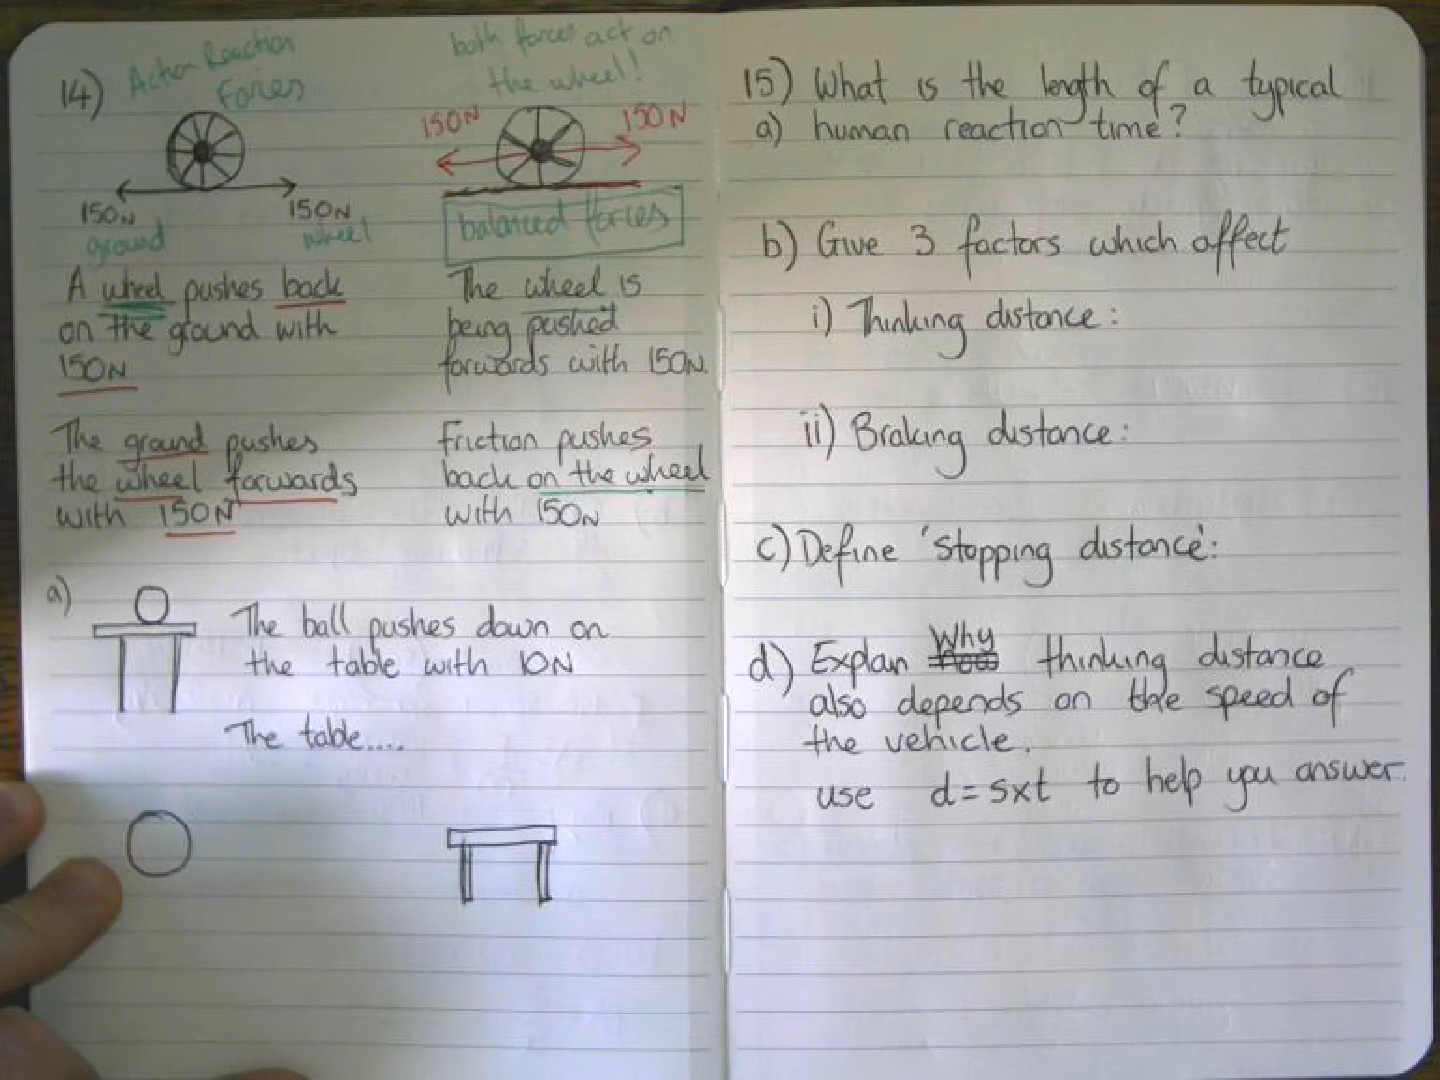 14) Action Reaction
Forces
150N
ground
150N
wheel
A wheel pushes back
on the ground with
150N
The ground pushes
the wheel forwards
with 150N
both forces act on
the wheel!
150N
150N
balanced forces
The wheel is
being pushed
forwards with 150N.
Friction pushes
back on the wheel
with 150N
a)
The ball pushes down on
the table with 10N
The table....
15) What is the length of a typical
a) human reaction time?
b) Give 3 factors which affect
i) Thinking distance:
ii) Braking distance:
c) Define 'stopping distance':
d) Explain Why thinking distance
also depends on the speed of
the vehicle.
use d=sxt to help you answer.